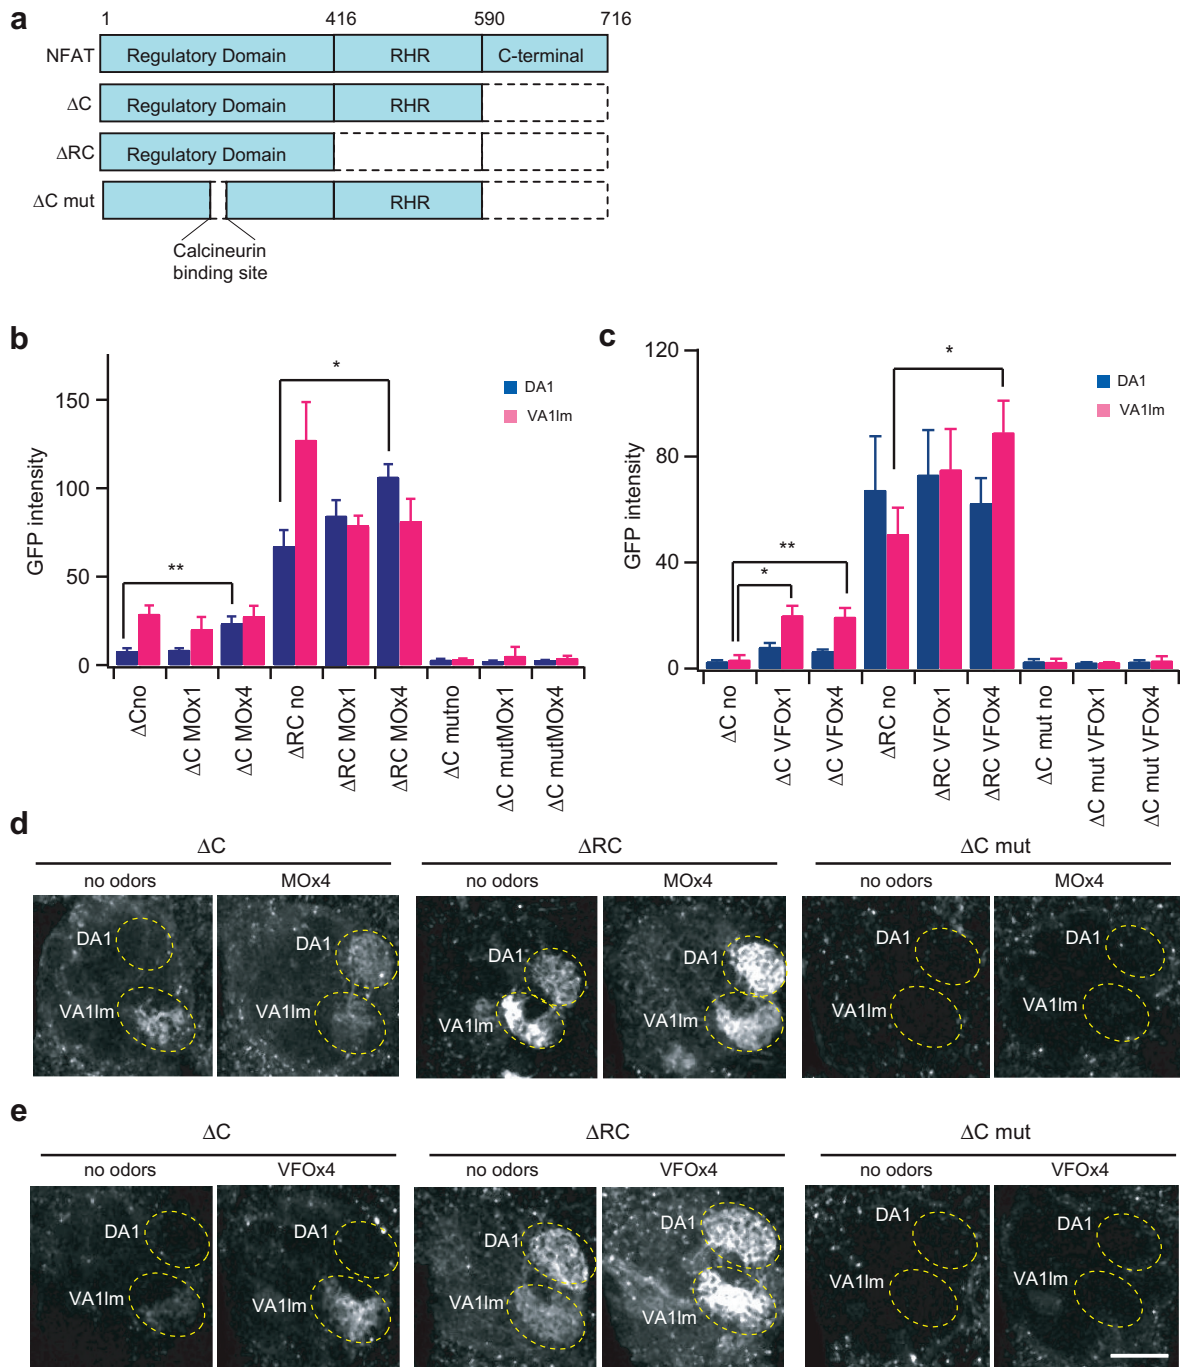 a
1 416 590 716
NFAT Regulatory Domain RHR C-terminal
ΔC Regulatory Domain RHR
ΔRC Regulatory Domain
ΔC mut RHR
Calcineurin
binding site
b
GFP intensity
150
100
50
0
DA1
VA1lm
*
**
ΔCno
ΔC MOx1
ΔC MOx4
ΔRC no
ΔRC MOx1
ΔRC MOx4
ΔC mutno
ΔC mutMOx1
ΔC mutMOx4
c
GFP intensity
120
80
40
0
DA1
VA1lm
*
**
*
ΔC no
ΔC VFOx1
ΔC VFOx4
ΔRC no
ΔRC VFOx1
ΔRC VFOx4
ΔC mut no
ΔC mut VFOx1
ΔC mut VFOx4
d
ΔC ΔRC ΔC mut
no odors MOx4 no odors MOx4 no odors MOx4
DA1 DA1 DA1 DA1 DA1 DA1
VA1lm VA1lm VA1lm VA1lm VA1lm VA1lm
e
ΔC ΔRC ΔC mut
no odors VFOx4 no odors VFOx4 no odors VFOx4
DA1 DA1 DA1 DA1 DA1 DA1
VA1lm VA1lm VA1lm VA1lm VA1lm VA1lm